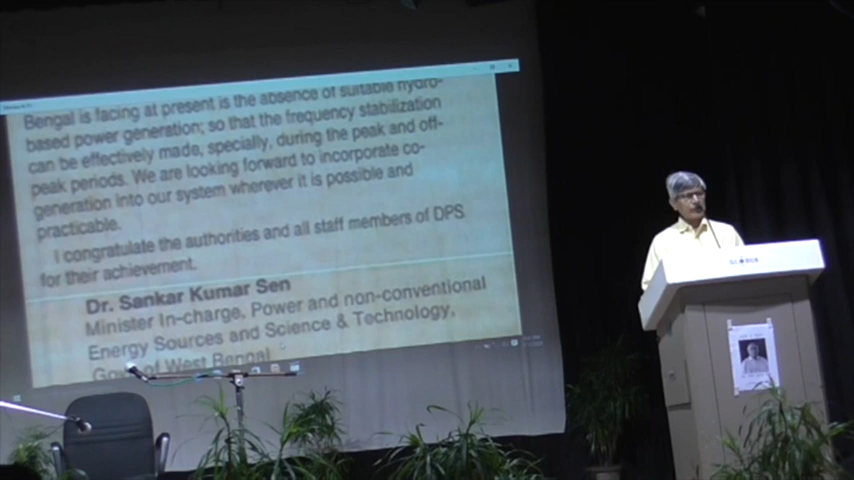 Bengal is facing at present is the absence of suitable hydro-
based power generation; so that the frequency stabilization
can be effectively made, specially, during the peak and off-
peak periods. We are looking forward to incorporate co-
generation into our system wherever it is possible and
practicable.
I congratulate the authorities and all staff members of DPS
for their achievement.
Dr. Sankar Kumar Sen
Minister In-charge, Power and non-conventional
Energy Sources and Science & Technology,
Govt. of West Bengal